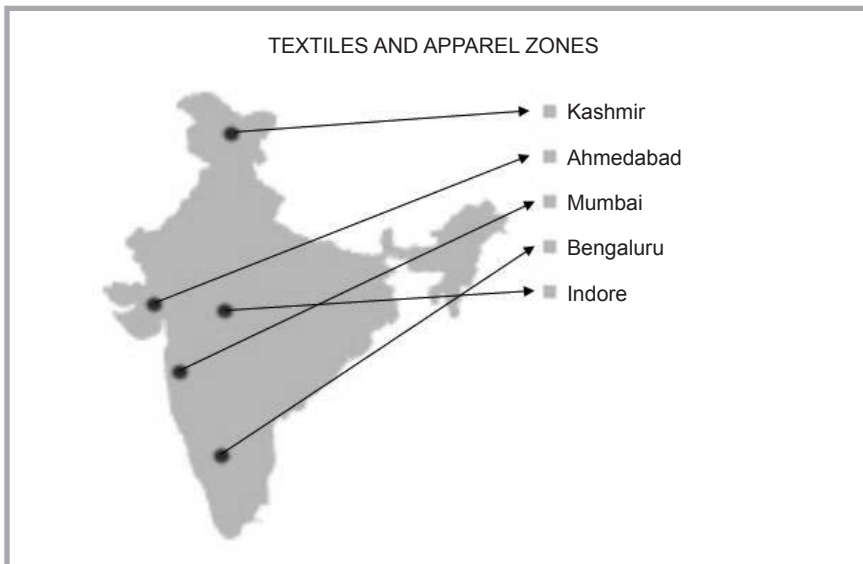 TEXTILES AND APPAREL ZONES
Kashmir
Ahmedabad
Mumbai
Bengaluru
Indore